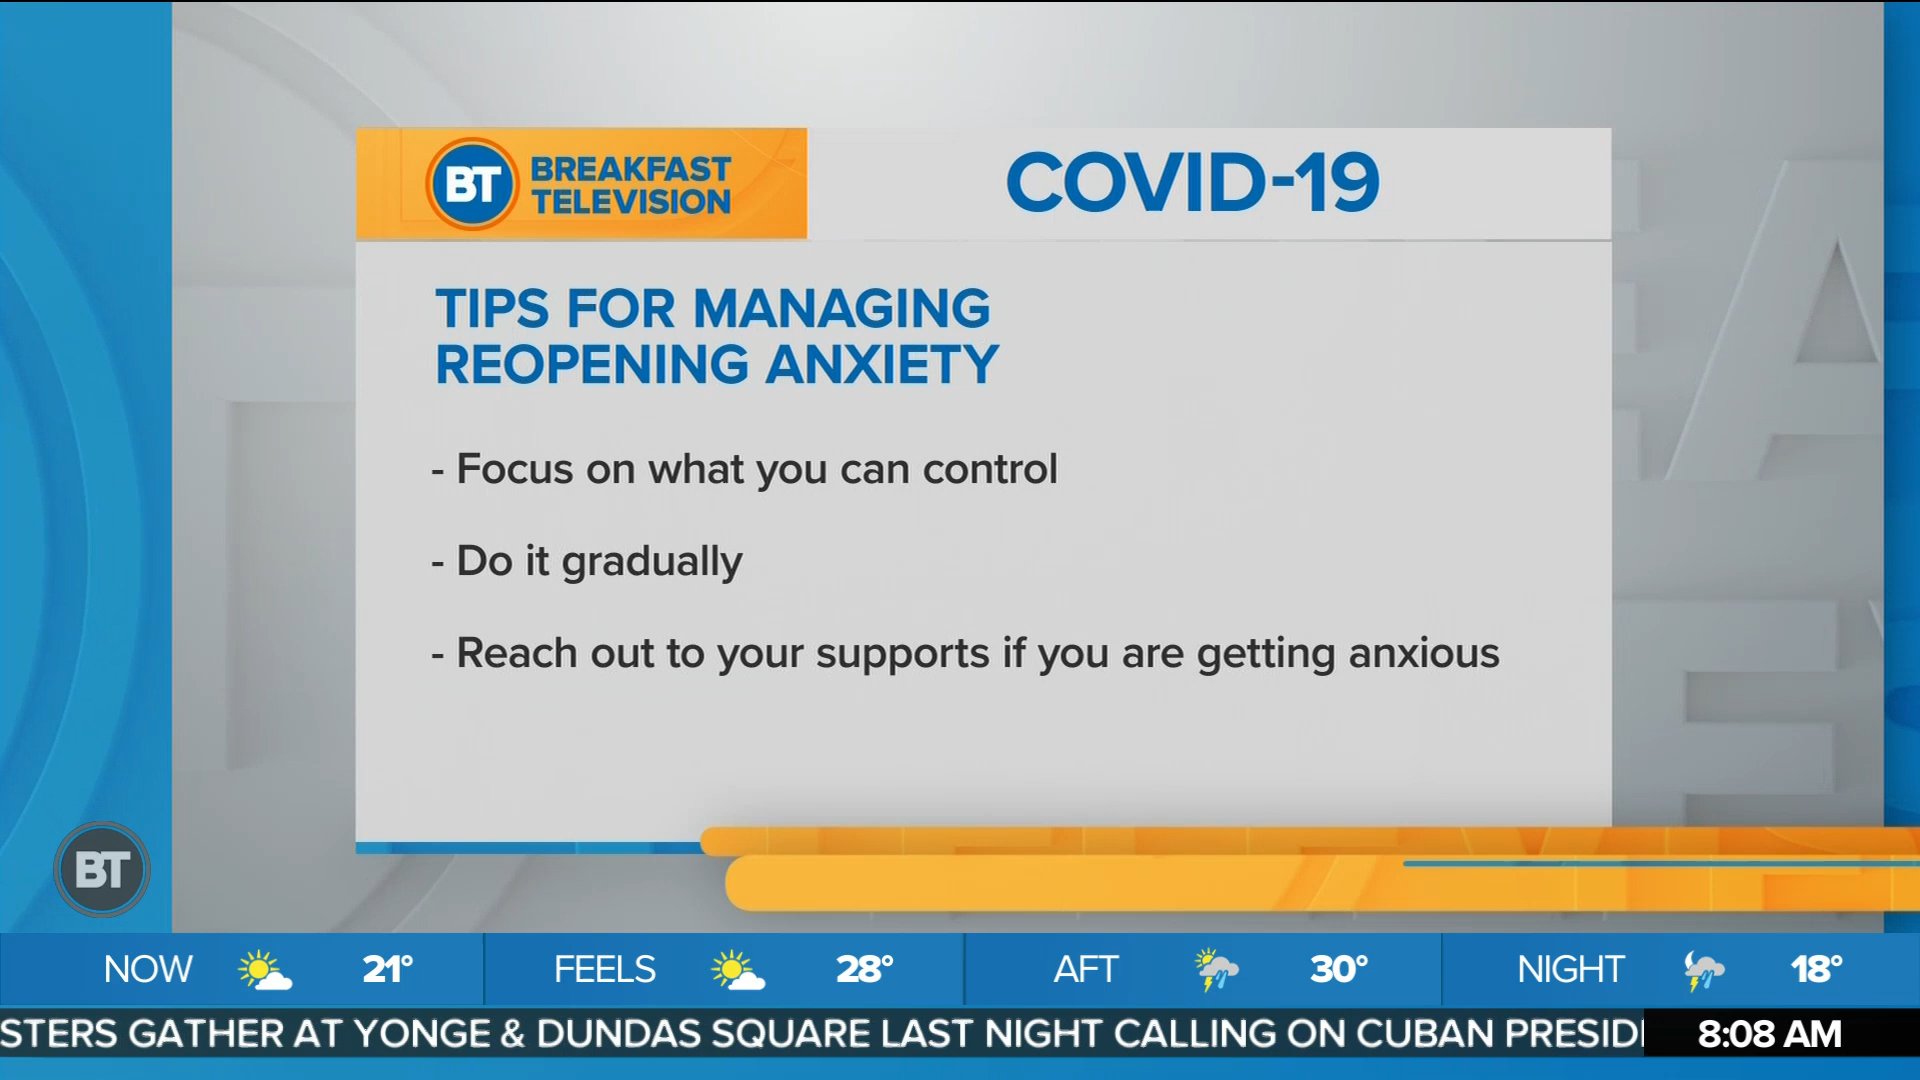 BT BREAKFAST
TELEVISION
COVID-19
TIPS FOR MANAGING
REOPENING ANXIETY
- Focus on what you can control
- Do it gradually
- Reach out to your supports if you are getting anxious
BT
NOW 21° FEELS 28° AFT 30° NIGHT 18°
STERS GATHER AT YONGE & DUNDAS SQUARE LAST NIGHT CALLING ON CUBAN PRESID 8:08 AM